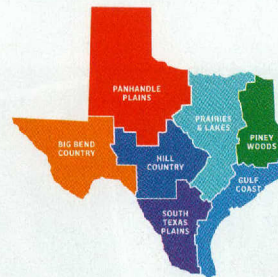 PANHANDLE
PLAINS
PRAIRIES
& LAKES
PINEY
WOODS
BIG BEND
COUNTRY
HILL
COUNTRY
GULF
COAST
SOUTH
TEXAS
PLAINS